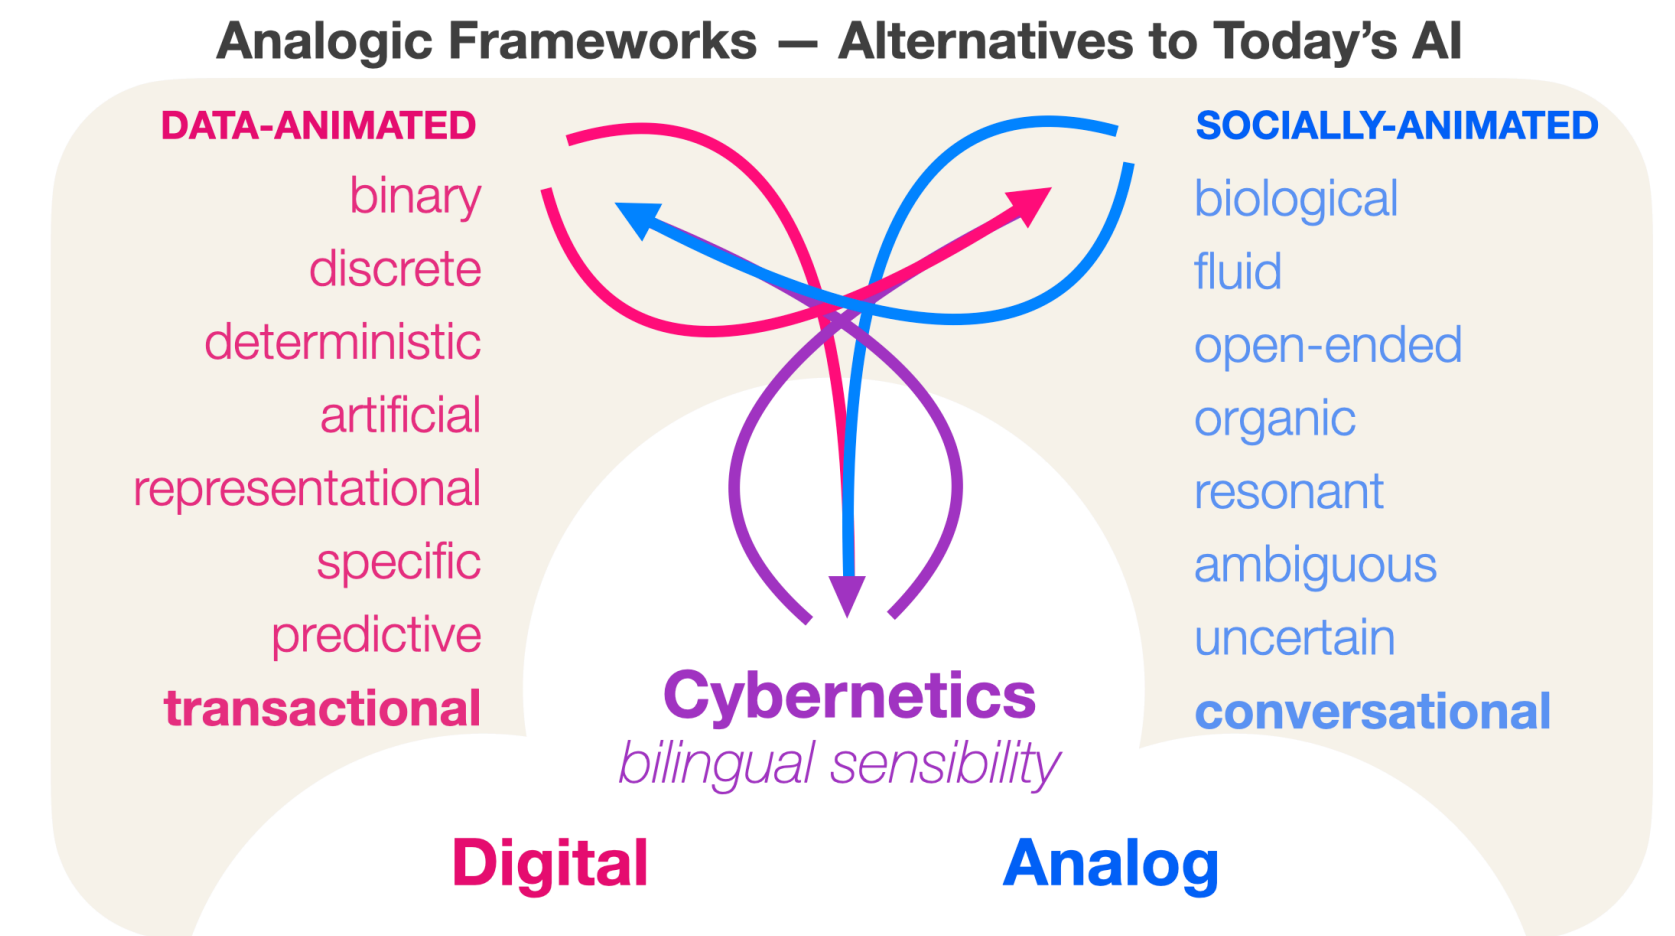 Analogic Frameworks — Alternatives to Today’s AI
DATA-ANIMATED
binary
discrete
deterministic
artificial
representational
specific
predictive
transactional
SOCIALLY-ANIMATED
biological
fluid
open-ended
organic
resonant
ambiguous
uncertain
conversational
Cybernetics
bilingual sensibility
Digital
Analog